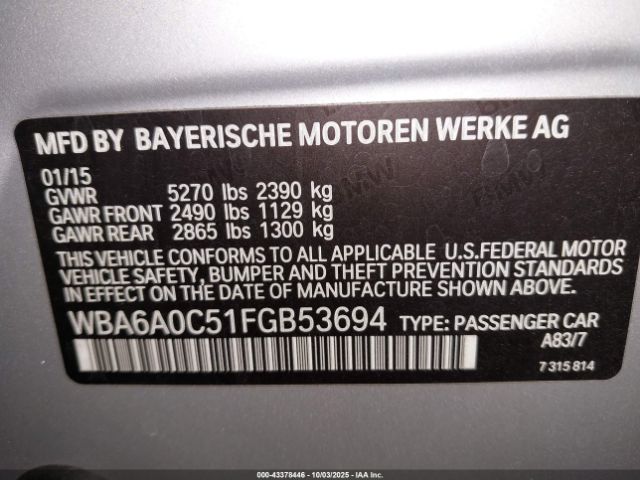 MFD BY BAYERISCHE MOTOREN WERKE AG
01/15
GVWR 5270 lbs 2390 kg
GAWR FRONT 2490 lbs 1129 kg
GAWR REAR 2865 lbs 1300 kg
THIS VEHICLE CONFORMS TO ALL APPLICABLE U.S.FEDERAL MOTOR
VEHICLE SAFETY, BUMPER AND THEFT PREVENTION STANDARDS
IN EFFECT ON THE DATE OF MANUFACTURE SHOWN ABOVE.
WBA6A0C51FGB53694 TYPE: PASSENGER CAR
A83/7
7 315 814
000-43378446 - 10/03/2025 - © IAA Inc.